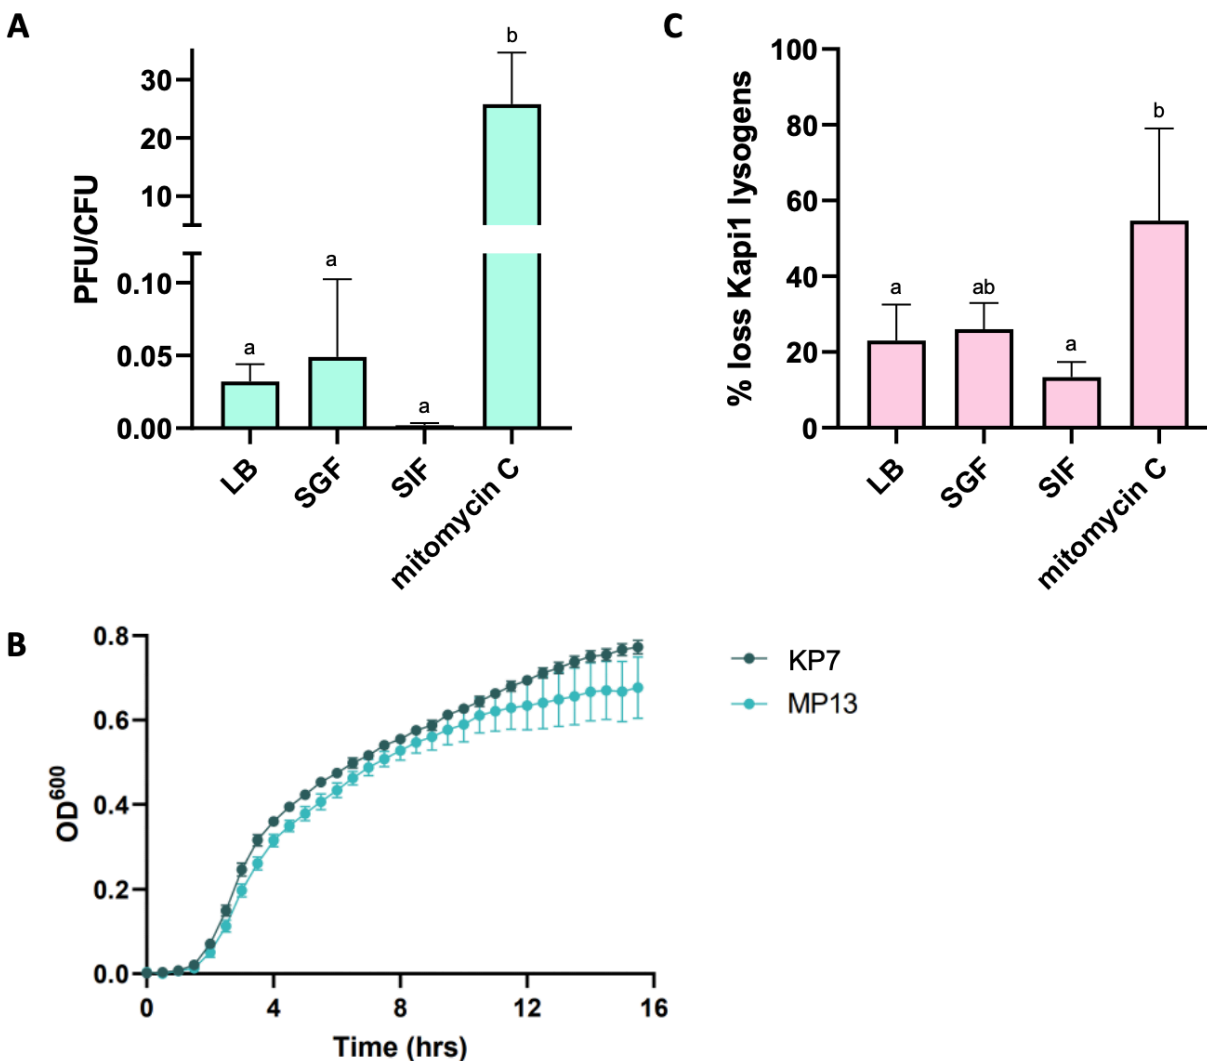 A
PFU/CFU
30
20
10
0.10
0.05
0.00
a
a
a
b
LB
SGF
SIF
mitomycin C
C
% loss Kapi1 lysogens
100
80
60
40
20
0
a
ab
a
b
LB
SGF
SIF
mitomycin C
B
OD600
0.8
0.6
0.4
0.2
0.0
0
4
8
12
16
Time (hrs)
KP7
MP13